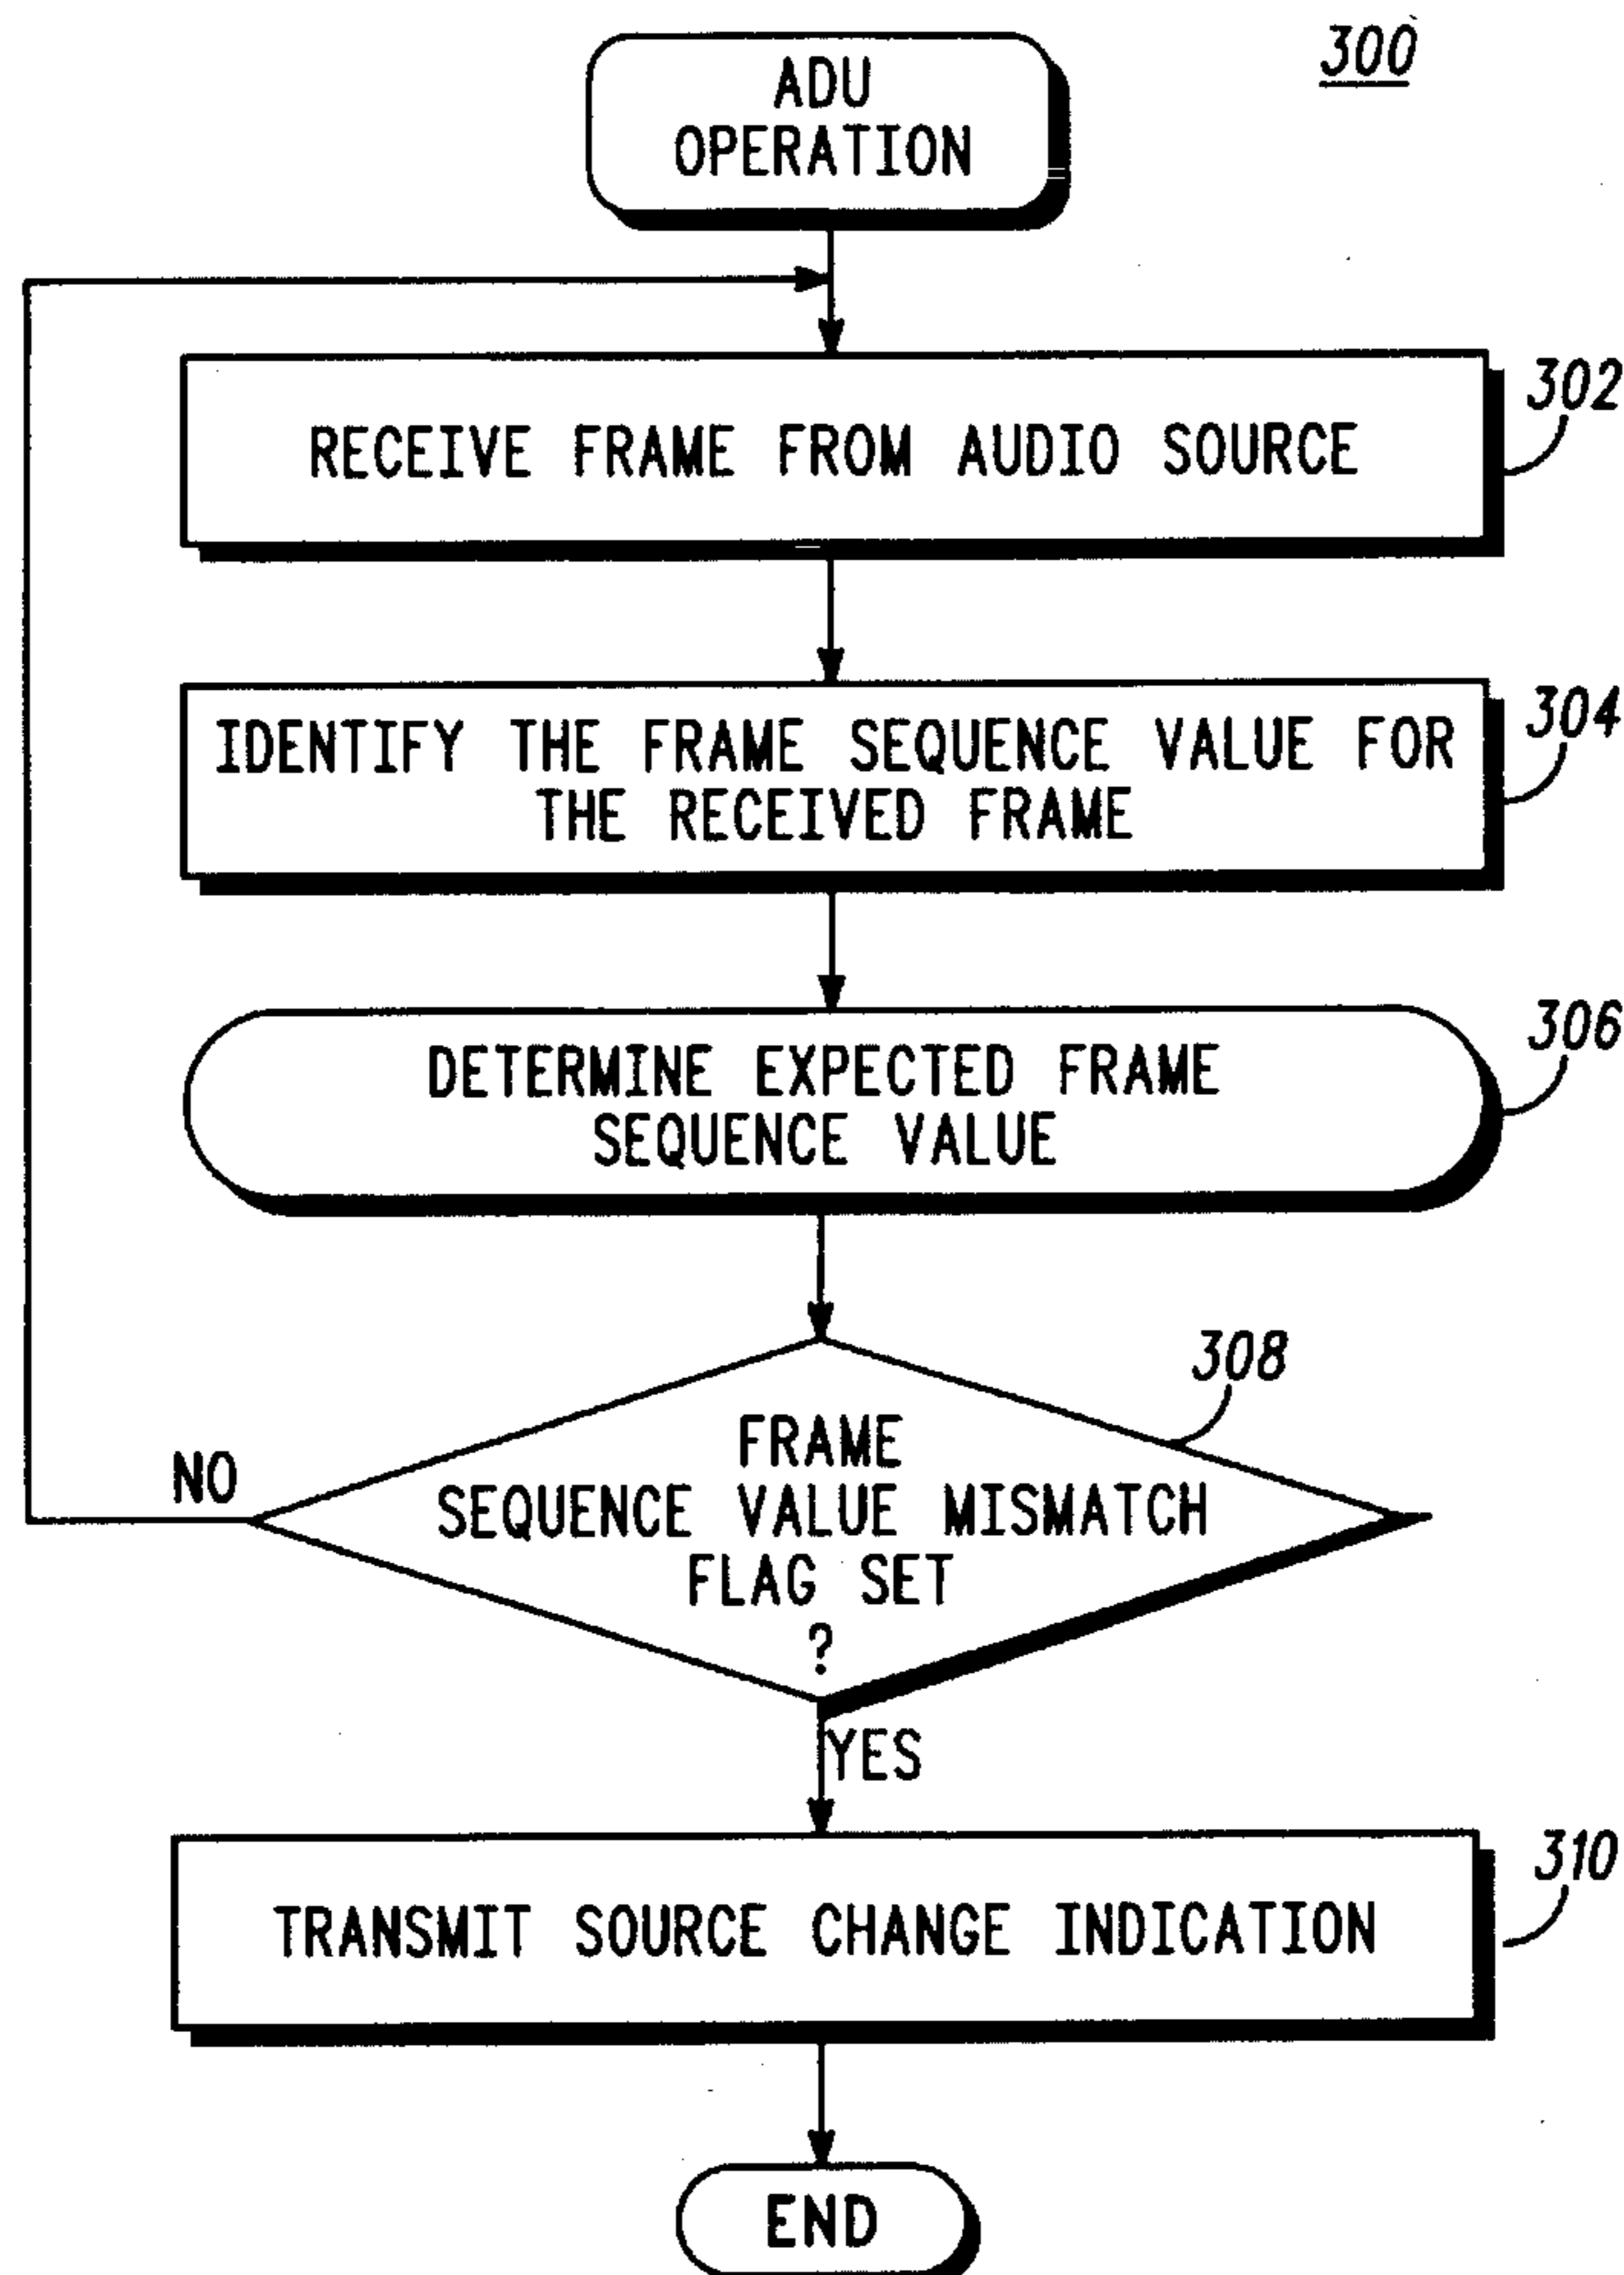 300
ADU
OPERATION
302
RECEIVE FRAME FROM AUDIO SOURCE
304
IDENTIFY THE FRAME SEQUENCE VALUE FOR
THE RECEIVED FRAME
306
DETERMINE EXPECTED FRAME
SEQUENCE VALUE
308
FRAME
SEQUENCE VALUE MISMATCH
FLAG SET
?
NO
YES
310
TRANSMIT SOURCE CHANGE INDICATION
END